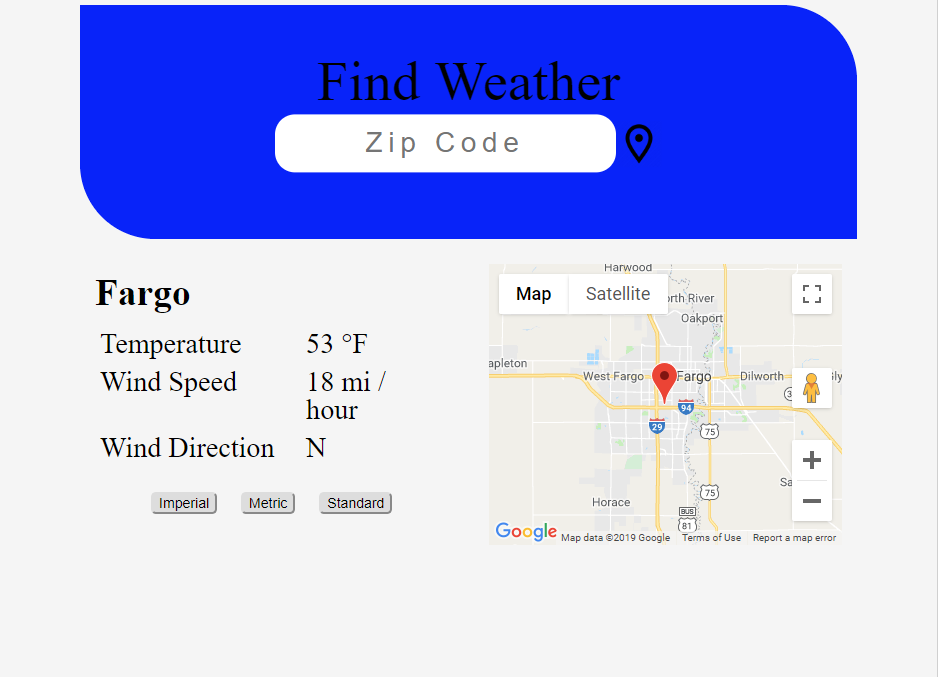 Find Weather
Zip Code
Fargo
Temperature 53 °F
Wind Speed 18 mi /
hour
Wind Direction N
Imperial Metric Standard
Harwood
Map Satellite
orth River
Oakport
apleton
West Fargo Fargo Dilworth Gly
94
29
75
75
Horace
Sa
BUS
81
Google Map data ©2019 Google Terms of Use Report a map error